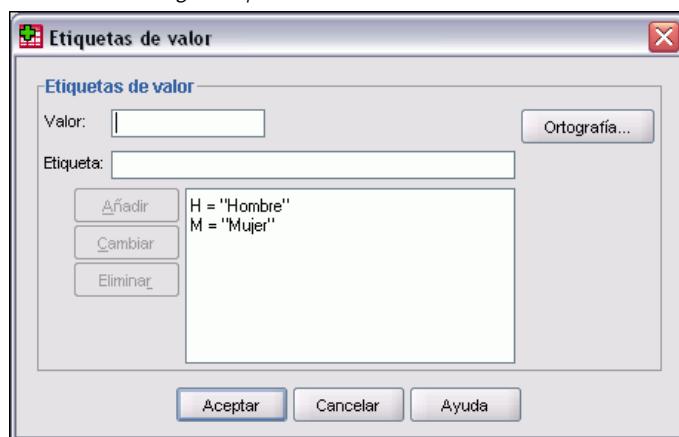 Etiquetas de valor
Etiquetas de valor
Valor:
Ortografía...
Etiqueta:
Añadir
Cambiar
Eliminar
H = "Hombre"
M = "Mujer"
Aceptar
Cancelar
Ayuda